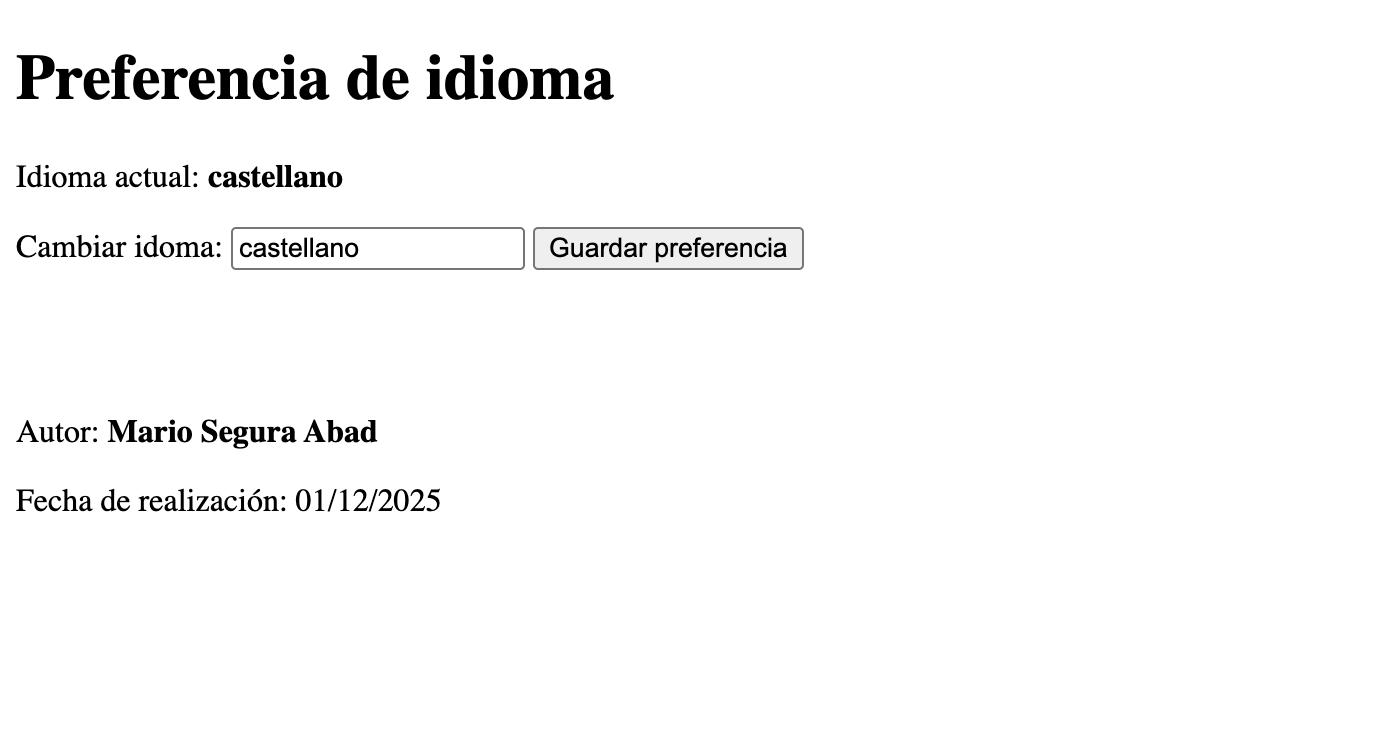 Preferencia de idioma
Idioma actual: castellano
Cambiar idoma: castellano Guardar preferencia
Autor: Mario Segura Abad
Fecha de realización: 01/12/2025